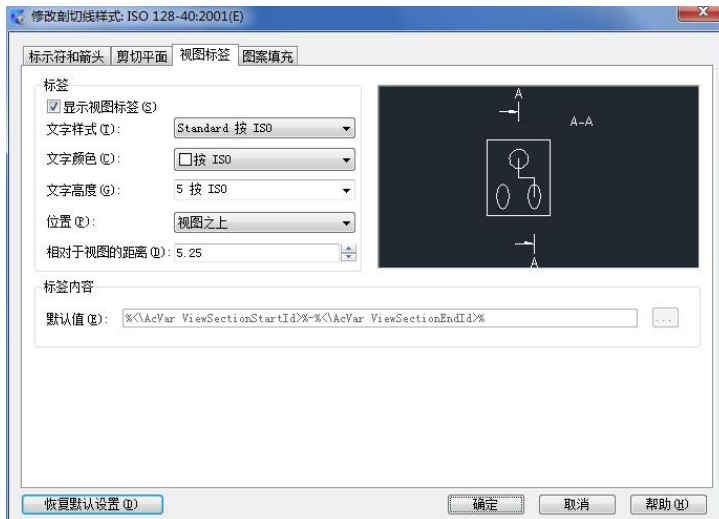 修改剖切线样式: ISO 128-40:2001(E)
标示符和箭头 剪切平面 视图标签 图案填充
标签
显示视图标签(S)
文字样式(T): Standard 按 ISO
文字颜色(C): 按 ISO
文字高度(G): 5 按 ISO
位置(P): 视图之上
相对于视图的距离(D): 5.25
A
A-A
A
标签内容
默认值(E): %<\AcVar ViewSectionStartId>%-%<\AcVar ViewSectionEndId>%
...
恢复默认设置(D) 确定 取消 帮助(H)